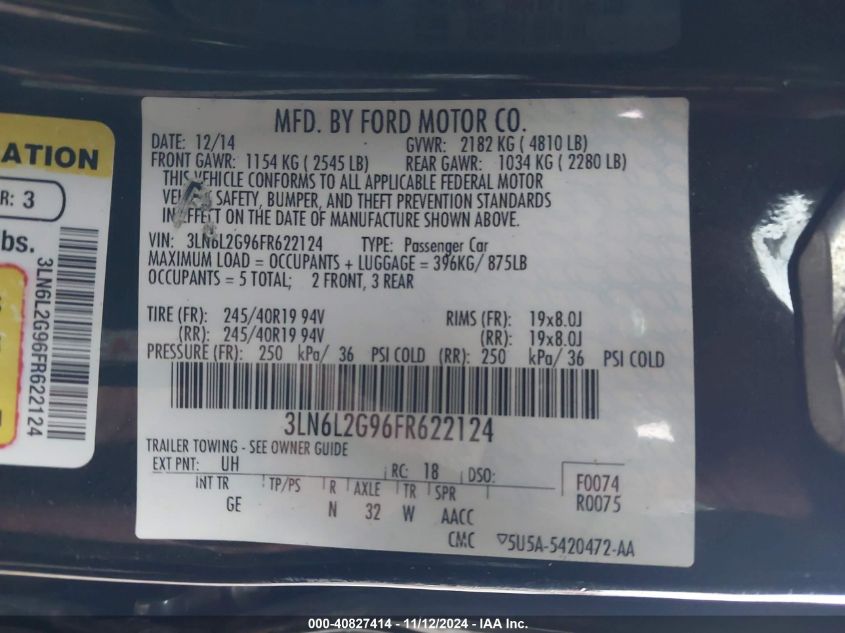 MFD. BY FORD MOTOR CO.
DATE: 12/14 GVWR: 2182 KG ( 4810 LB)
FRONT GAWR: 1154 KG ( 2545 LB) REAR GAWR: 1034 KG ( 2280 LB)
THIS VEHICLE CONFORMS TO ALL APPLICABLE FEDERAL MOTOR
VEHICLE SAFETY, BUMPER, AND THEFT PREVENTION STANDARDS
IN EFFECT ON THE DATE OF MANUFACTURE SHOWN ABOVE.
VIN: 3LN6L2G96FR622124 TYPE: Passenger Car
MAXIMUM LOAD = OCCUPANTS + LUGGAGE = 396KG/ 875LB
OCCUPANTS = 5 TOTAL; 2 FRONT, 3 REAR
TIRE (FR): 245/40R19 94V RIMS (FR): 19x8.0J
(RR): 245/40R19 94V (RR): 19x8.0J
PRESSURE (FR): 250 kPa/ 36 PSI COLD (RR): 250 kPa/ 36 PSI COLD
3LN6L2G96FR622124
TRAILER TOWING - SEE OWNER GUIDE
EXT PNT: UH RC: 18 DSO: F0074
INT TR TP/PS R AXLE TR SPR R0075
GE N 32 W AACC
CMC ▽5U5A-5420472-AA
ATION
R: 3
bs.
3LN6L2G96FR622124
000-40827414 - 11/12/2024 - IAA Inc.